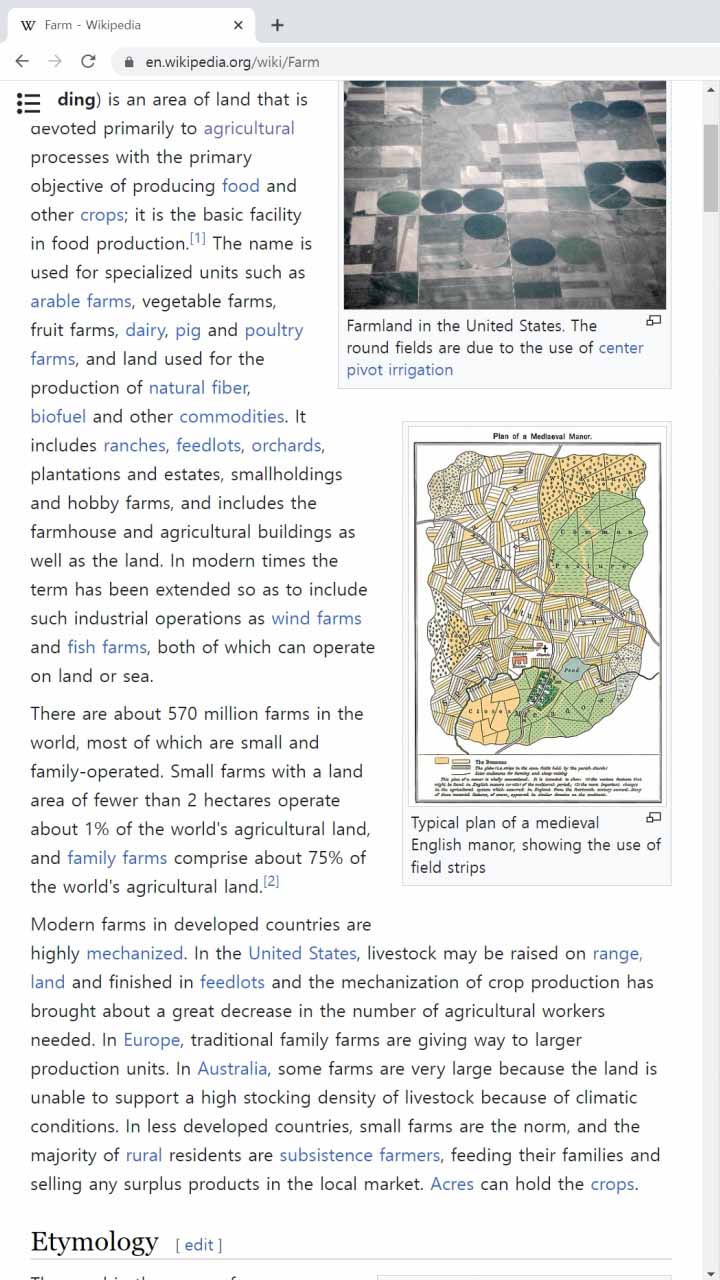 Farm - Wikipedia
en.wikipedia.org/wiki/Farm
ding) is an area of land that is
devoted primarily to agricultural
processes with the primary
objective of producing food and
other crops; it is the basic facility
in food production.[1] The name is
used for specialized units such as
arable farms, vegetable farms,
fruit farms, dairy, pig and poultry
farms, and land used for the
production of natural fiber,
biofuel and other commodities. It
includes ranches, feedlots, orchards,
plantations and estates, smallholdings
and hobby farms, and includes the
farmhouse and agricultural buildings as
well as the land. In modern times the
term has been extended so as to include
such industrial operations as wind farms
and fish farms, both of which can operate
on land or sea.
Farmland in the United States. The
round fields are due to the use of center
pivot irrigation
Plan of a Mediaeval Manor.
Common
Pasture
Pond
The Demesne
Typical plan of a medieval
English manor, showing the use of
field strips
There are about 570 million farms in the
world, most of which are small and
family-operated. Small farms with a land
area of fewer than 2 hectares operate
about 1% of the world's agricultural land,
and family farms comprise about 75% of
the world's agricultural land.[2]
Modern farms in developed countries are
highly mechanized. In the United States, livestock may be raised on range,
land and finished in feedlots and the mechanization of crop production has
brought about a great decrease in the number of agricultural workers
needed. In Europe, traditional family farms are giving way to larger
production units. In Australia, some farms are very large because the land is
unable to support a high stocking density of livestock because of climatic
conditions. In less developed countries, small farms are the norm, and the
majority of rural residents are subsistence farmers, feeding their families and
selling any surplus products in the local market. Acres can hold the crops.
Etymology [ edit ]